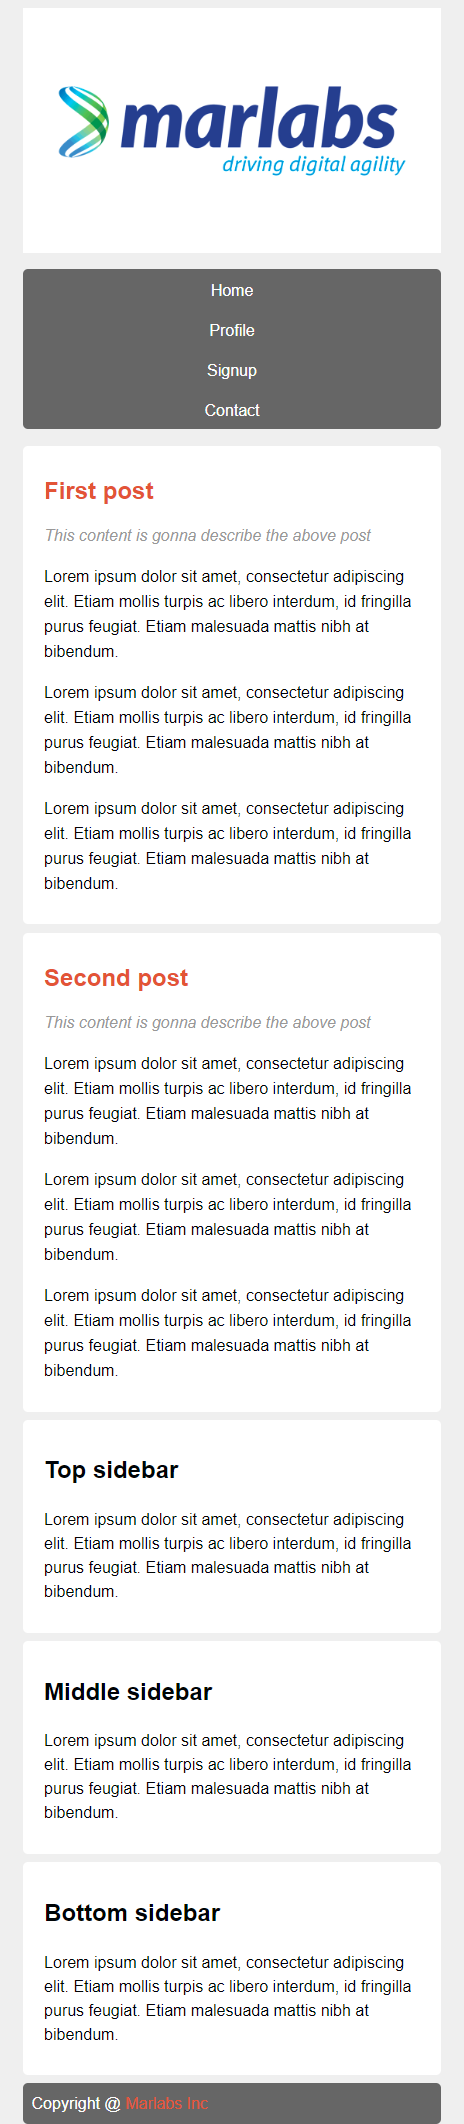 marlabs
driving digital agility
Home
Profile
Signup
Contact
First post
This content is gonna describe the above post
Lorem ipsum dolor sit amet, consectetur adipiscing
elit. Etiam mollis turpis ac libero interdum, id fringilla
purus feugiat. Etiam malesuada mattis nibh at
bibendum.
Lorem ipsum dolor sit amet, consectetur adipiscing
elit. Etiam mollis turpis ac libero interdum, id fringilla
purus feugiat. Etiam malesuada mattis nibh at
bibendum.
Lorem ipsum dolor sit amet, consectetur adipiscing
elit. Etiam mollis turpis ac libero interdum, id fringilla
purus feugiat. Etiam malesuada mattis nibh at
bibendum.
Second post
This content is gonna describe the above post
Lorem ipsum dolor sit amet, consectetur adipiscing
elit. Etiam mollis turpis ac libero interdum, id fringilla
purus feugiat. Etiam malesuada mattis nibh at
bibendum.
Lorem ipsum dolor sit amet, consectetur adipiscing
elit. Etiam mollis turpis ac libero interdum, id fringilla
purus feugiat. Etiam malesuada mattis nibh at
bibendum.
Lorem ipsum dolor sit amet, consectetur adipiscing
elit. Etiam mollis turpis ac libero interdum, id fringilla
purus feugiat. Etiam malesuada mattis nibh at
bibendum.
Top sidebar
Lorem ipsum dolor sit amet, consectetur adipiscing
elit. Etiam mollis turpis ac libero interdum, id fringilla
purus feugiat. Etiam malesuada mattis nibh at
bibendum.
Middle sidebar
Lorem ipsum dolor sit amet, consectetur adipiscing
elit. Etiam mollis turpis ac libero interdum, id fringilla
purus feugiat. Etiam malesuada mattis nibh at
bibendum.
Bottom sidebar
Lorem ipsum dolor sit amet, consectetur adipiscing
elit. Etiam mollis turpis ac libero interdum, id fringilla
purus feugiat. Etiam malesuada mattis nibh at
bibendum.
Copyright @ Marlabs Inc